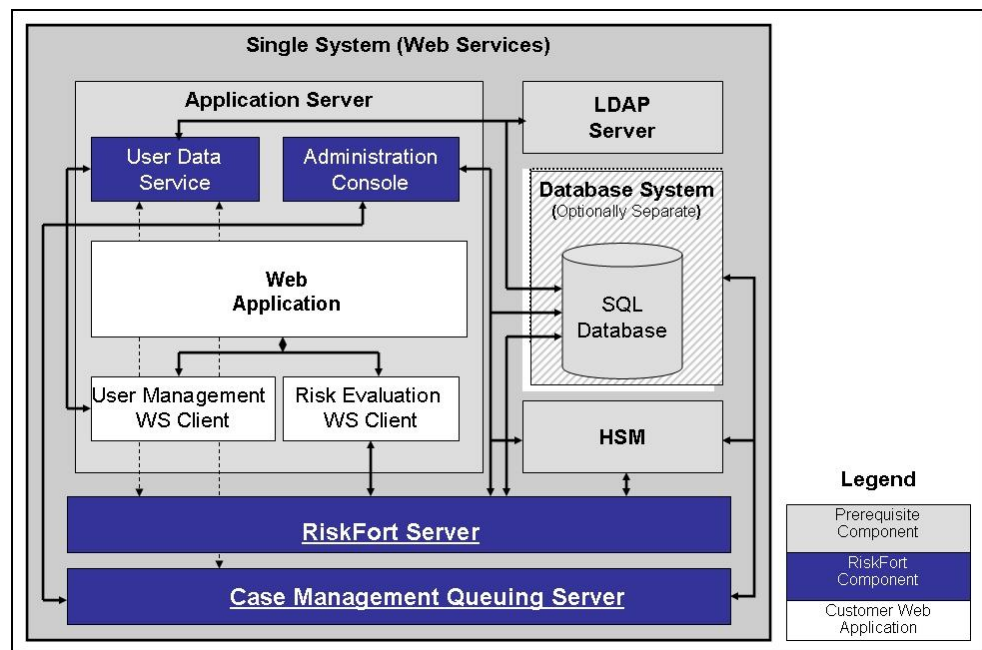 Single System (Web Services)
Application Server
LDAP
Server
User Data
Service
Administration
Console
Database System
(Optionally Separate)
Web
Application
SQL
Database
User Management
WS Client
Risk Evaluation
WS Client
HSM
RiskFort Server
Case Management Queuing Server
Legend
Prerequisite
Component
RiskFort
Component
Customer Web
Application